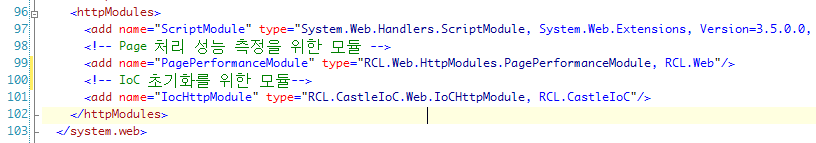 96 <httpModules>
97 <add name="ScriptModule" type="System.Web.Handlers.ScriptModule, System.Web.Extensions, Version=3.5.0.0,
98 <!-- Page 처리 성능 측정을 위한 모듈 -->
99 <add name="PagePerformanceModule" type="RCL.Web.HttpModules.PagePerformanceModule, RCL.Web"/>
100 <!-- IoC 초기화를 위한 모듈-->
101 <add name="IocHttpModule" type="RCL.CastleIoC.Web.IoCHttpModule, RCL.CastleIoC"/>
102 </httpModules>
103 </system.web>